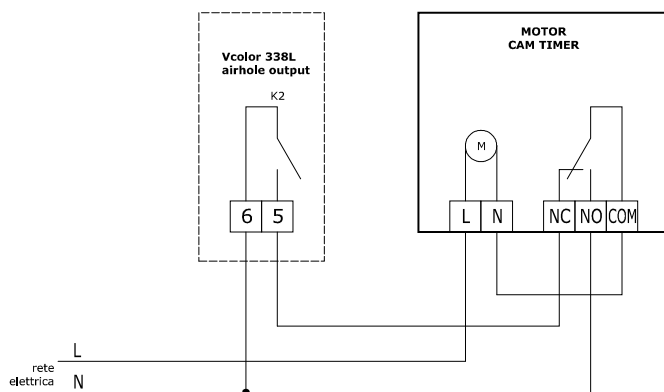 Vcolor 338L
airhole output
K2
6 5
MOTOR
CAM TIMER
M
L N NC NO COM
L
rete
elettrica
N